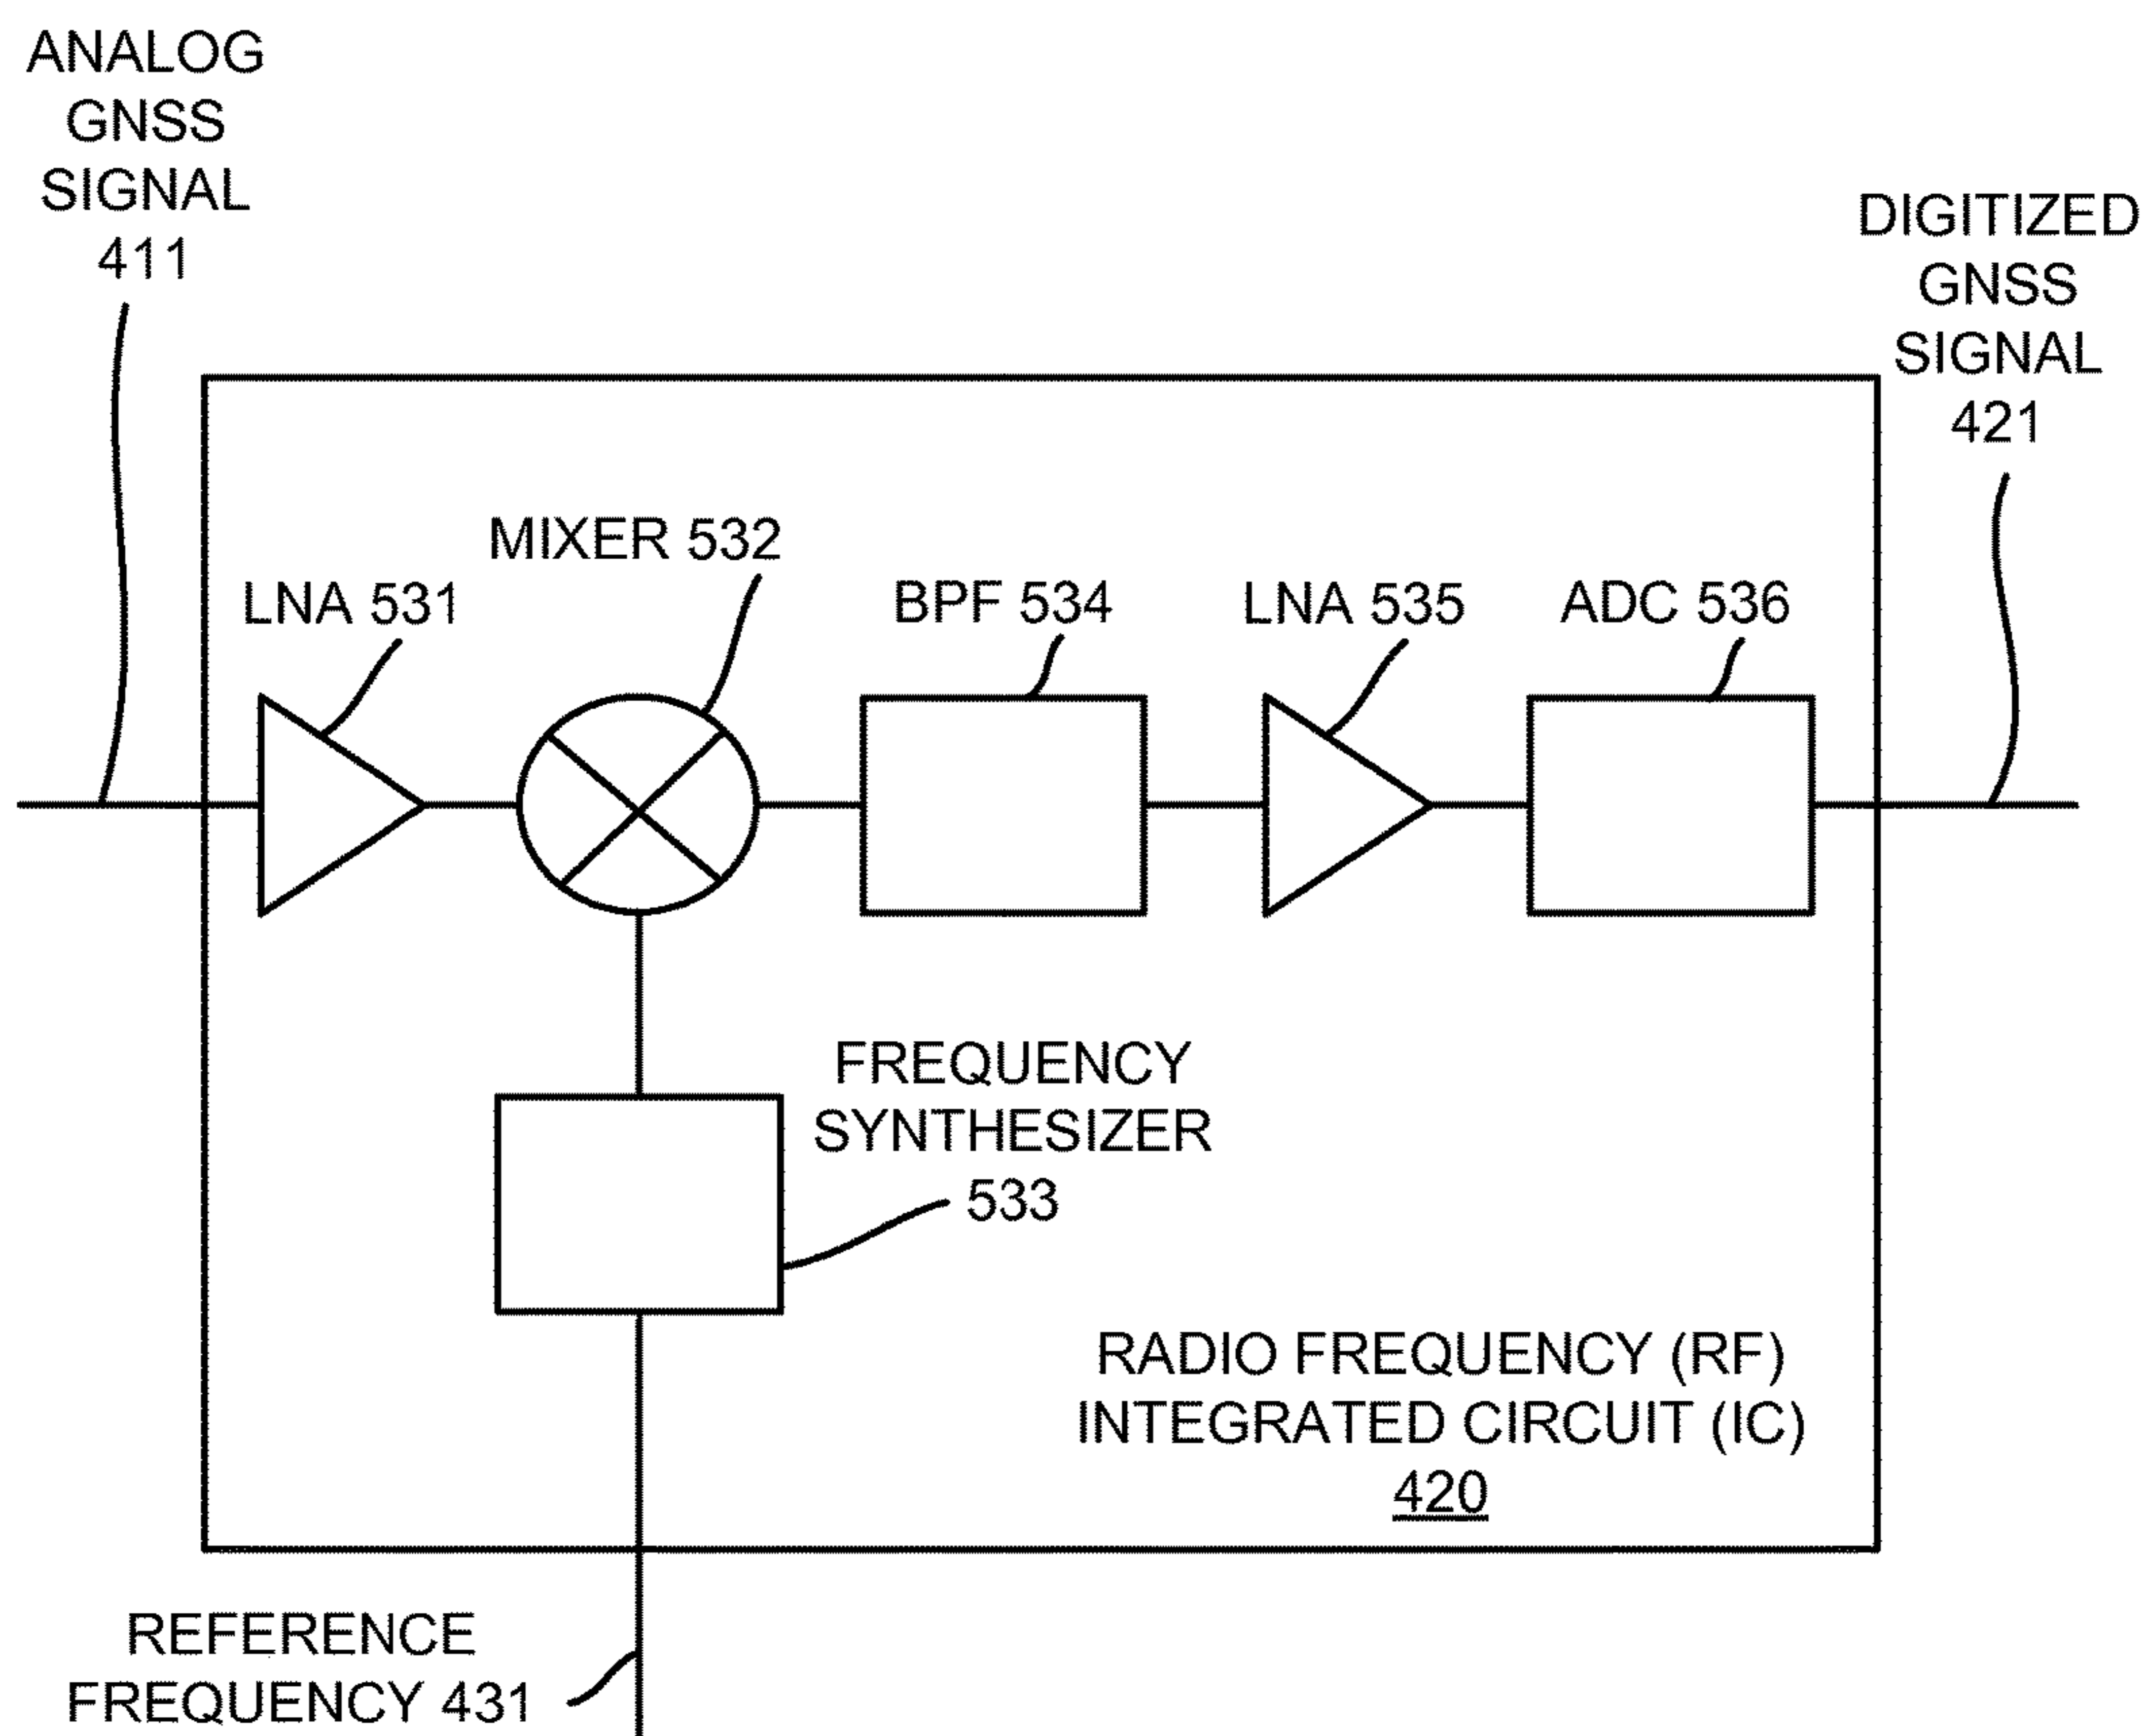 ANALOG
GNSS
SIGNAL
411
DIGITIZED
GNSS
SIGNAL
421
MIXER 532
LNA 531
BPF 534
LNA 535
ADC 536
FREQUENCY
SYNTHESIZER
533
RADIO FREQUENCY (RF)
INTEGRATED CIRCUIT (IC)
420
REFERENCE
FREQUENCY 431